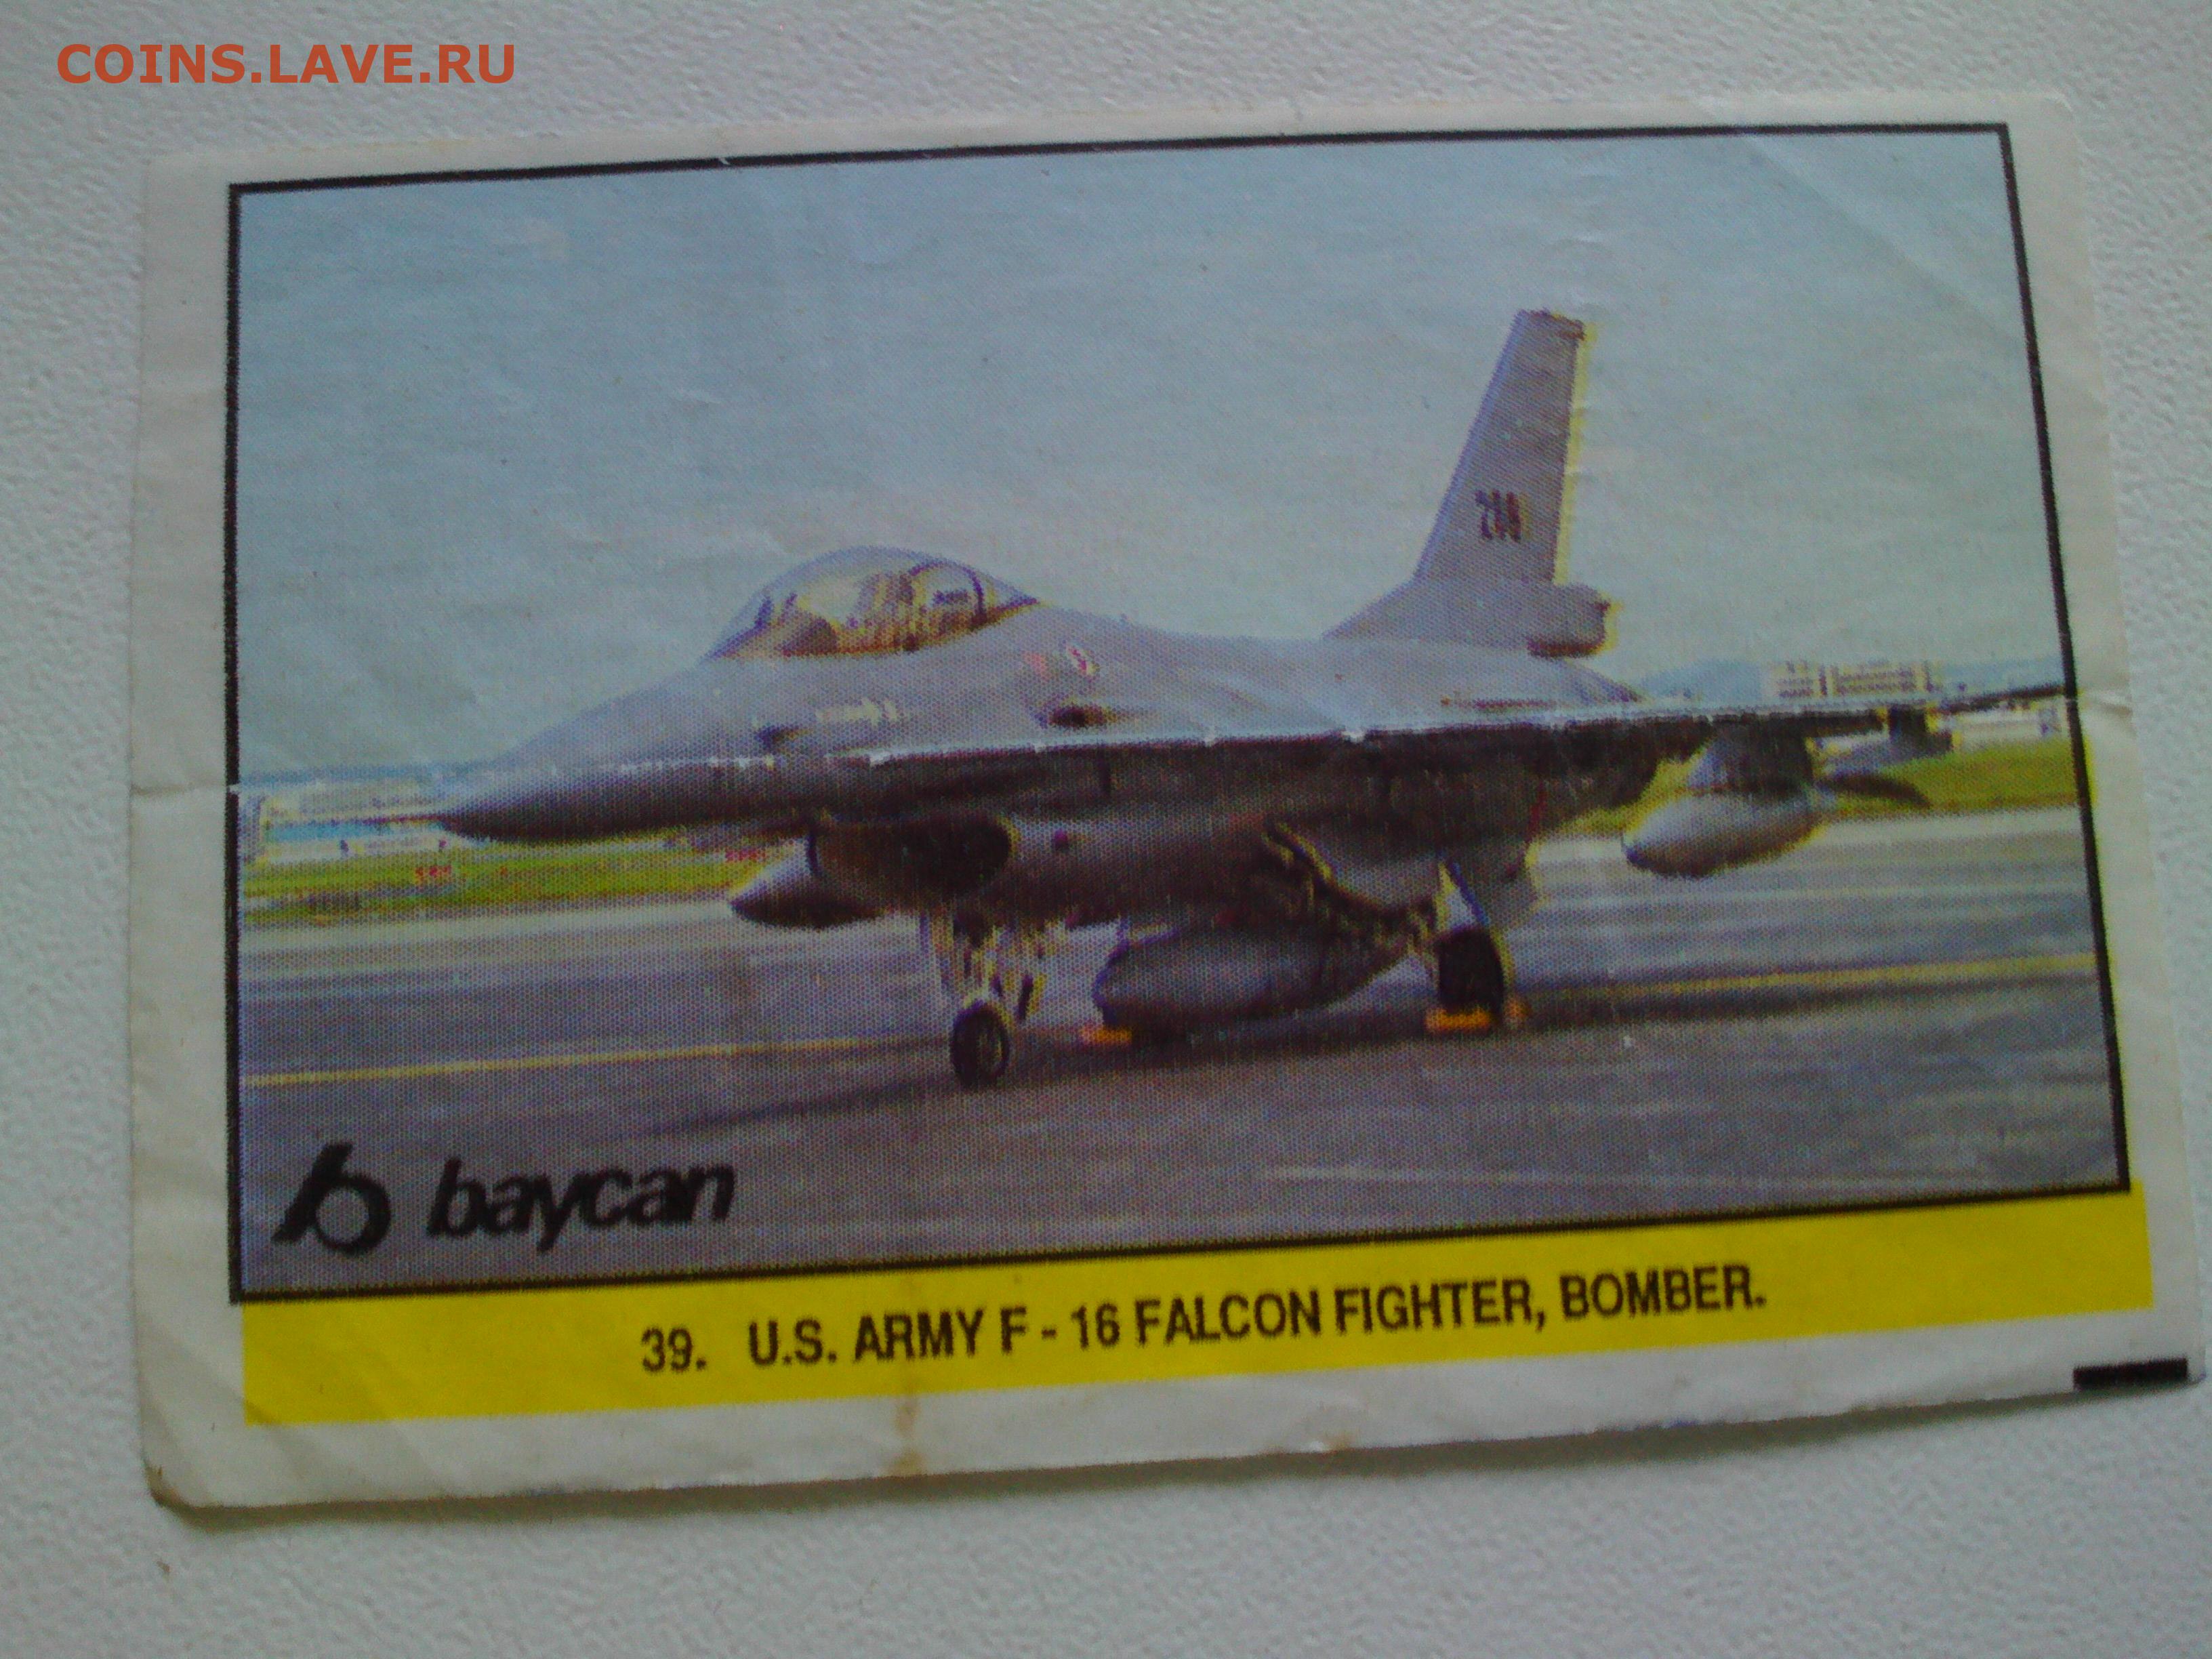 COINS.LAVE.RU
baycan
39. U.S. ARMY F - 16 FALCON FIGHTER, BOMBER.